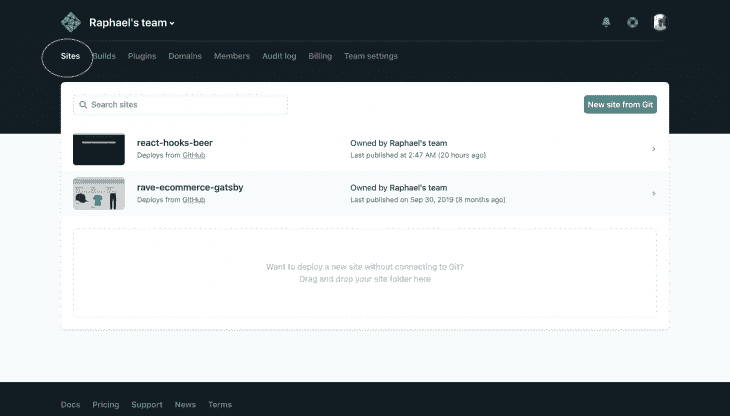 Raphael's team
Sites Builds Plugins Domains Members Audit log Billing Team settings
Search sites
New site from Git
react-hooks-beer
Deploys from GitHub
Owned by Raphael's team
Last published at 2:47 AM (20 hours ago)
rave-ecommerce-gatsby
Deploys from GitHub
Owned by Raphael's team
Last published on Sep 30, 2019 (8 months ago)
Want to deploy a new site without connecting to Git?
Drag and drop your site folder here
Docs Pricing Support News Terms